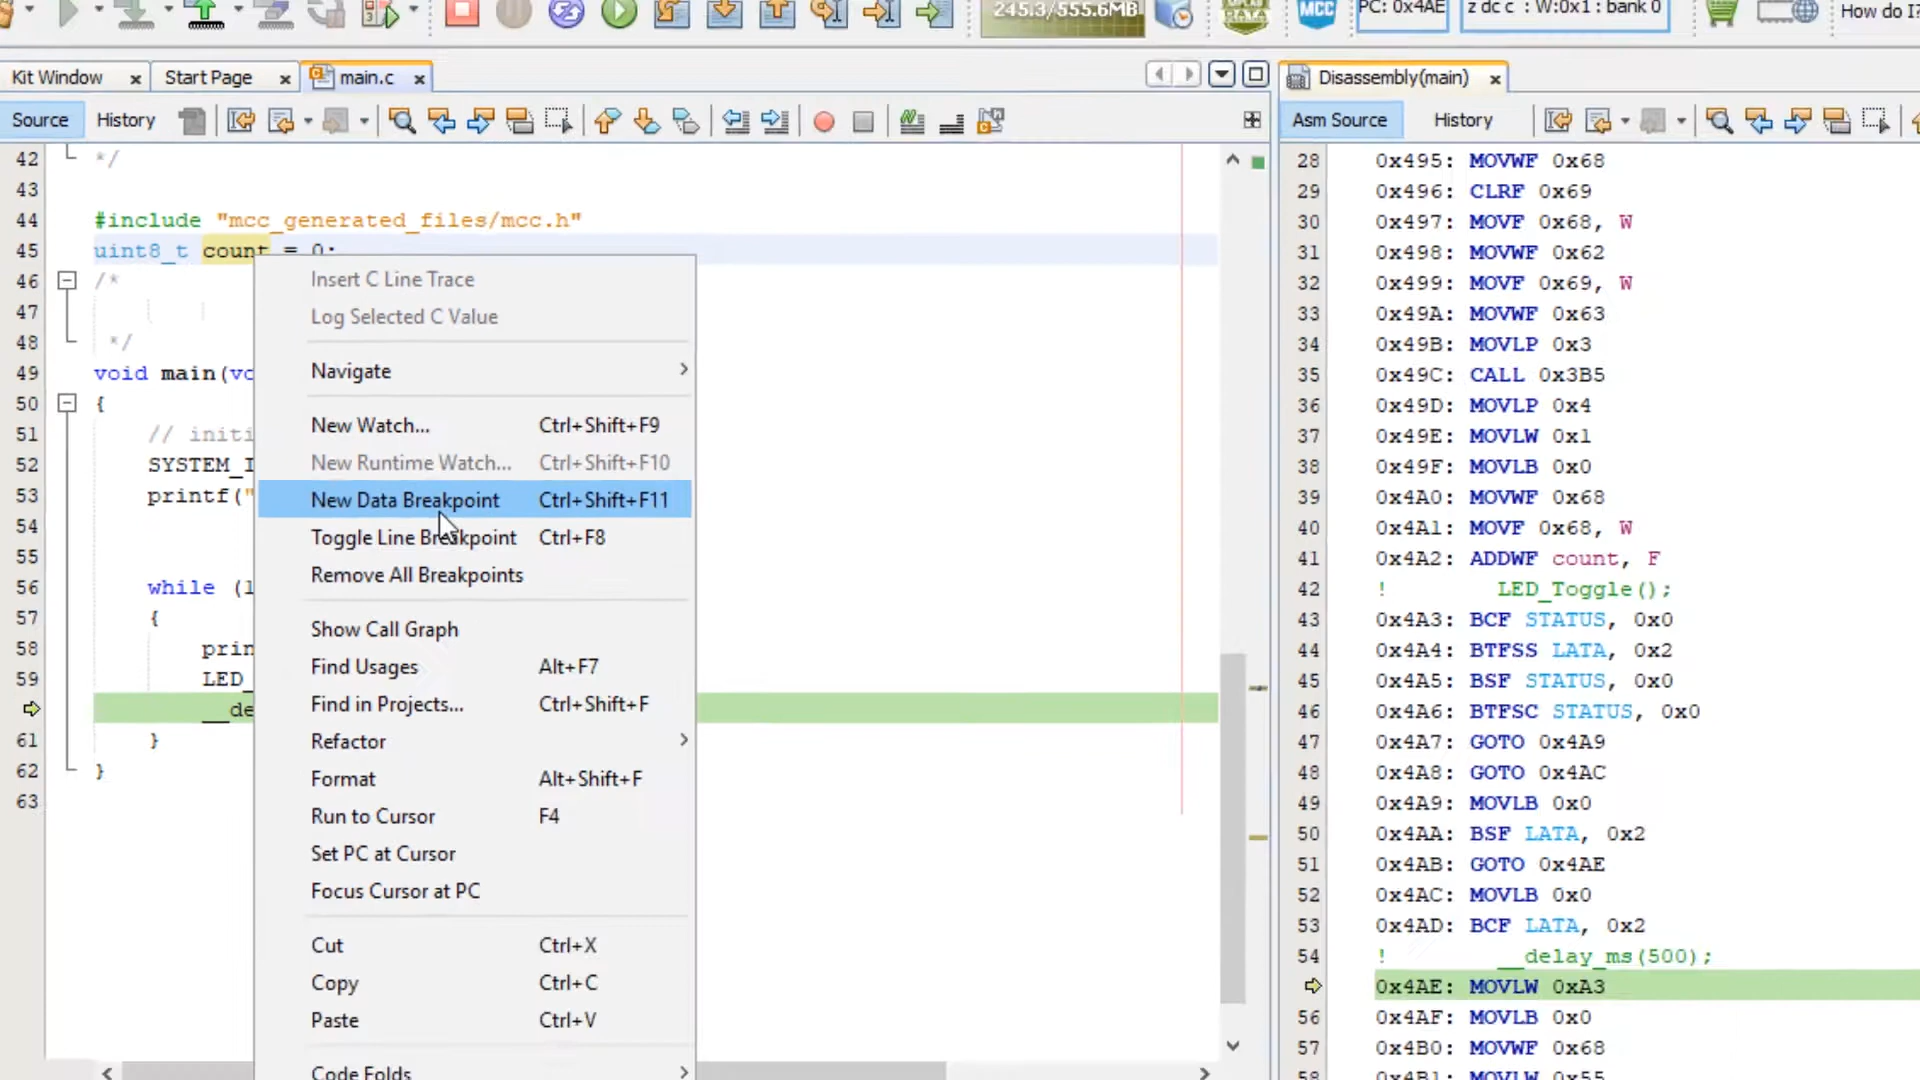 245.3/555.6MB
MCC
PC: 0x4AE
z dc c : W:0x1 : bank 0
How do I?
Kit Window
Start Page
main.c
Source
History
42 */
43
44 #include "mcc_generated_files/mcc.h"
45 uint8_t count = 0;
46 /*
47
48 */
49 void main(vo
50 {
51 // initi
52 SYSTEM_I
53 printf("
54
55
56 while (1
57 {
58 prin
59 LED_
__de
61 }
62 }
63
Insert C Line Trace
Log Selected C Value
Navigate
New Watch... Ctrl+Shift+F9
New Runtime Watch... Ctrl+Shift+F10
New Data Breakpoint Ctrl+Shift+F11
Toggle Line Breakpoint Ctrl+F8
Remove All Breakpoints
Show Call Graph
Find Usages Alt+F7
Find in Projects... Ctrl+Shift+F
Refactor
Format Alt+Shift+F
Run to Cursor F4
Set PC at Cursor
Focus Cursor at PC
Cut Ctrl+X
Copy Ctrl+C
Paste Ctrl+V
Code Folds
Disassembly(main)
Asm Source
History
28 0x495: MOVWF 0x68
29 0x496: CLRF 0x69
30 0x497: MOVF 0x68, W
31 0x498: MOVWF 0x62
32 0x499: MOVF 0x69, W
33 0x49A: MOVWF 0x63
34 0x49B: MOVLP 0x3
35 0x49C: CALL 0x3B5
36 0x49D: MOVLP 0x4
37 0x49E: MOVLW 0x1
38 0x49F: MOVLB 0x0
39 0x4A0: MOVWF 0x68
40 0x4A1: MOVF 0x68, W
41 0x4A2: ADDWF count, F
42 ! LED_Toggle();
43 0x4A3: BCF STATUS, 0x0
44 0x4A4: BTFSS LATA, 0x2
45 0x4A5: BSF STATUS, 0x0
46 0x4A6: BTFSC STATUS, 0x0
47 0x4A7: GOTO 0x4A9
48 0x4A8: GOTO 0x4AC
49 0x4A9: MOVLB 0x0
50 0x4AA: BSF LATA, 0x2
51 0x4AB: GOTO 0x4AE
52 0x4AC: MOVLB 0x0
53 0x4AD: BCF LATA, 0x2
54 ! __delay_ms(500);
0x4AE: MOVLW 0xA3
56 0x4AF: MOVLB 0x0
57 0x4B0: MOVWF 0x68
58 0x4B1: MOVLW 0x55